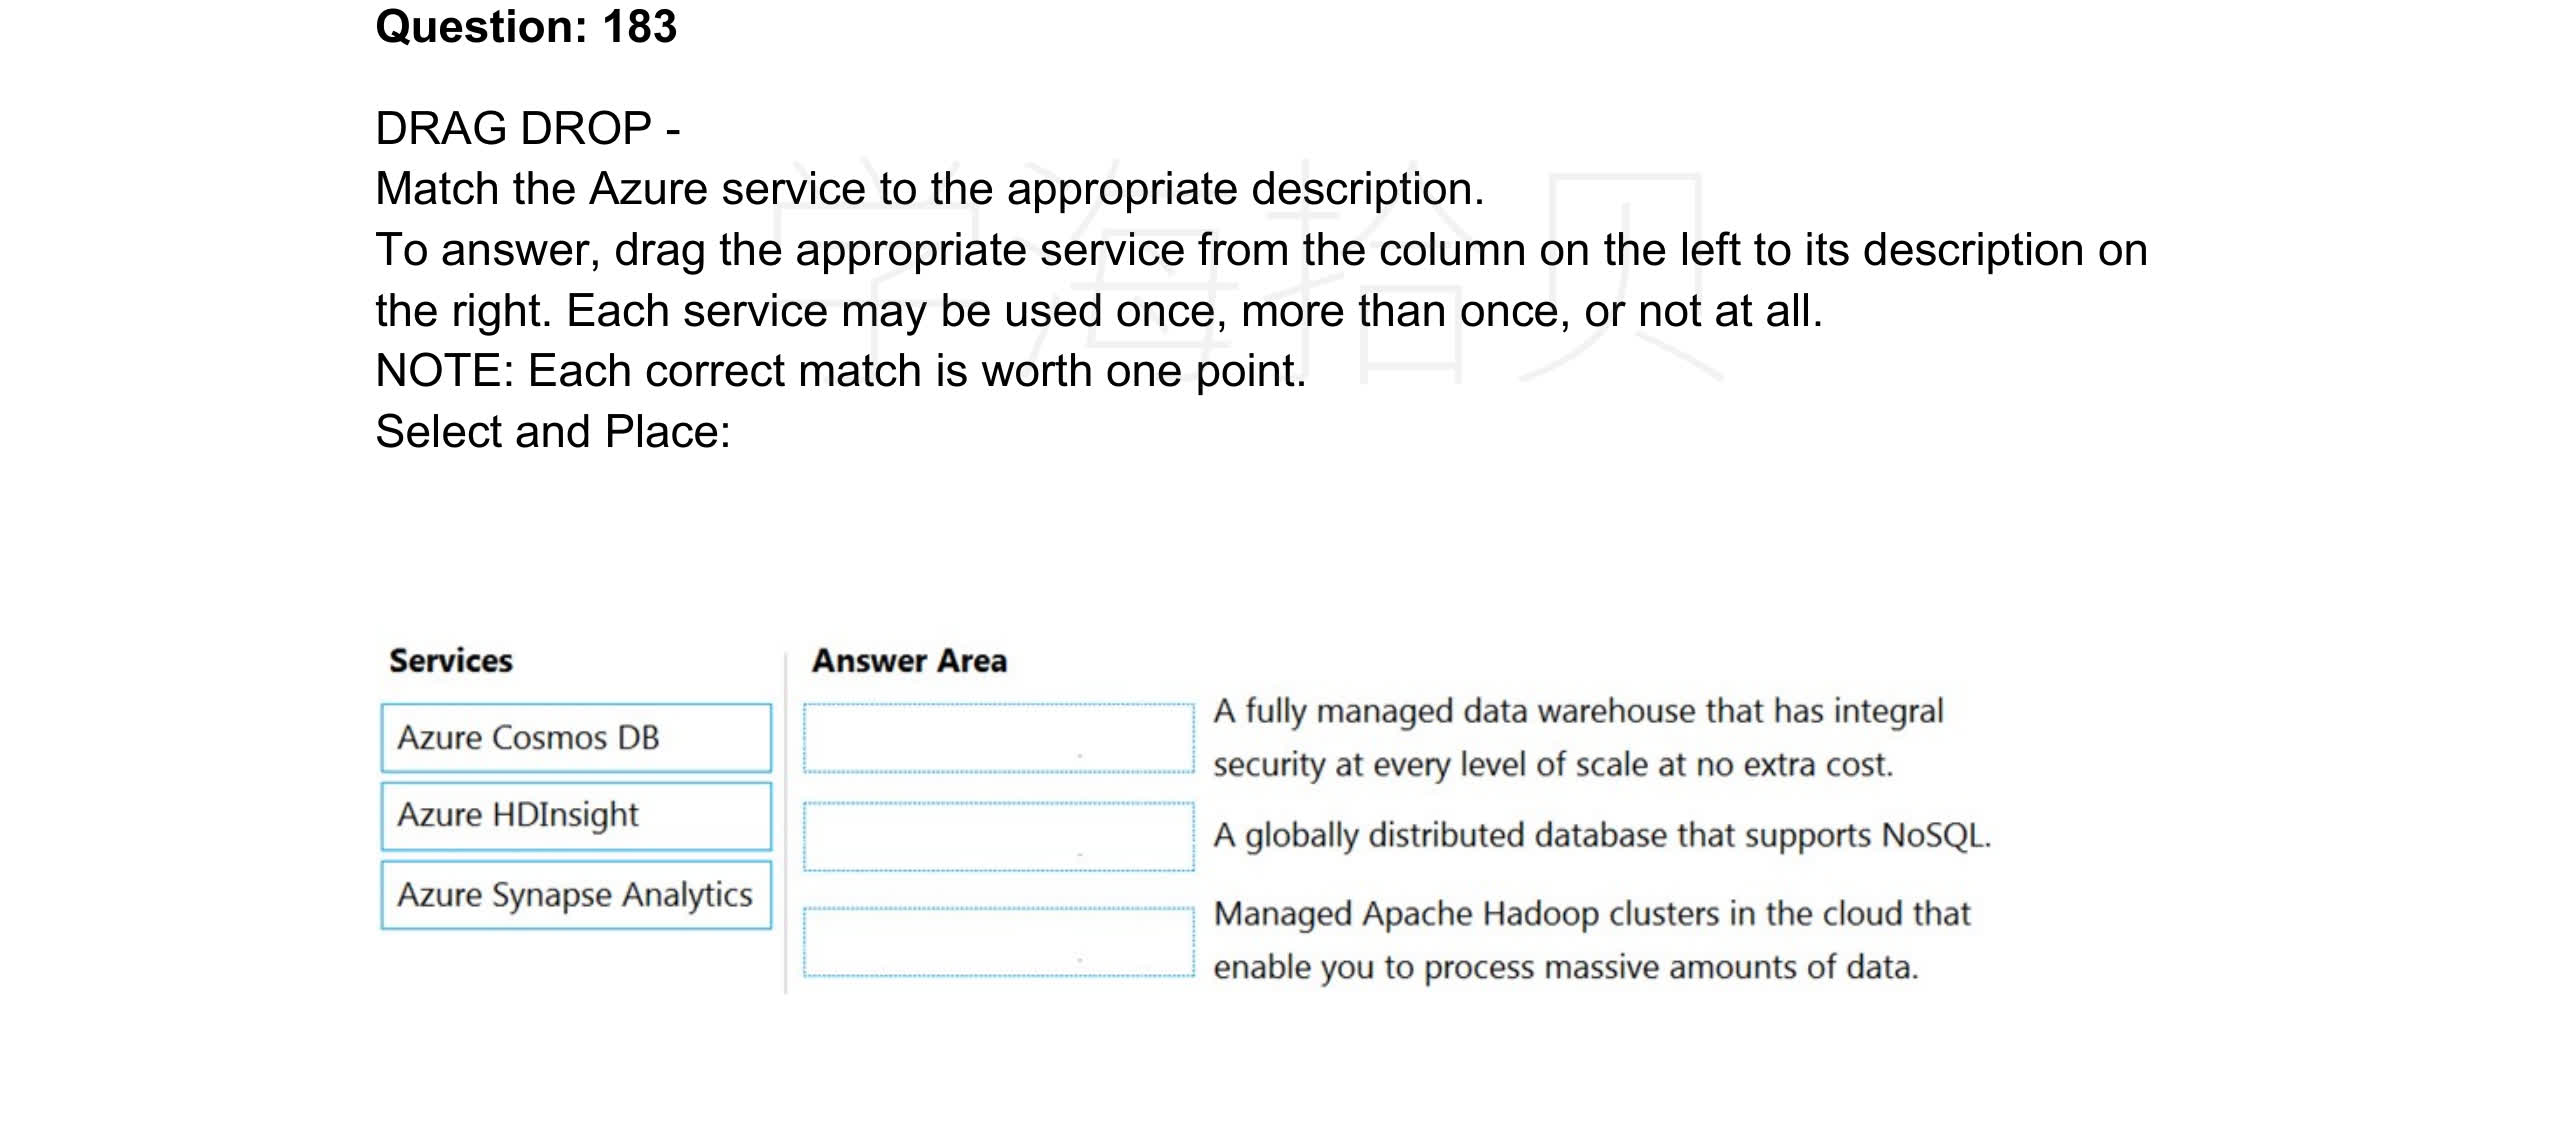 Question: 183
DRAG DROP -
Match the Azure service to the appropriate description.
To answer, drag the appropriate service from the column on the left to its description on
the right. Each service may be used once, more than once, or not at all.
NOTE: Each correct match is worth one point.
Select and Place:
学海拾贝
Services
Azure Cosmos DB
Azure HDInsight
Azure Synapse Analytics
Answer Area
A fully managed data warehouse that has integral
security at every level of scale at no extra cost.
A globally distributed database that supports NoSQL.
Managed Apache Hadoop clusters in the cloud that
enable you to process massive amounts of data.